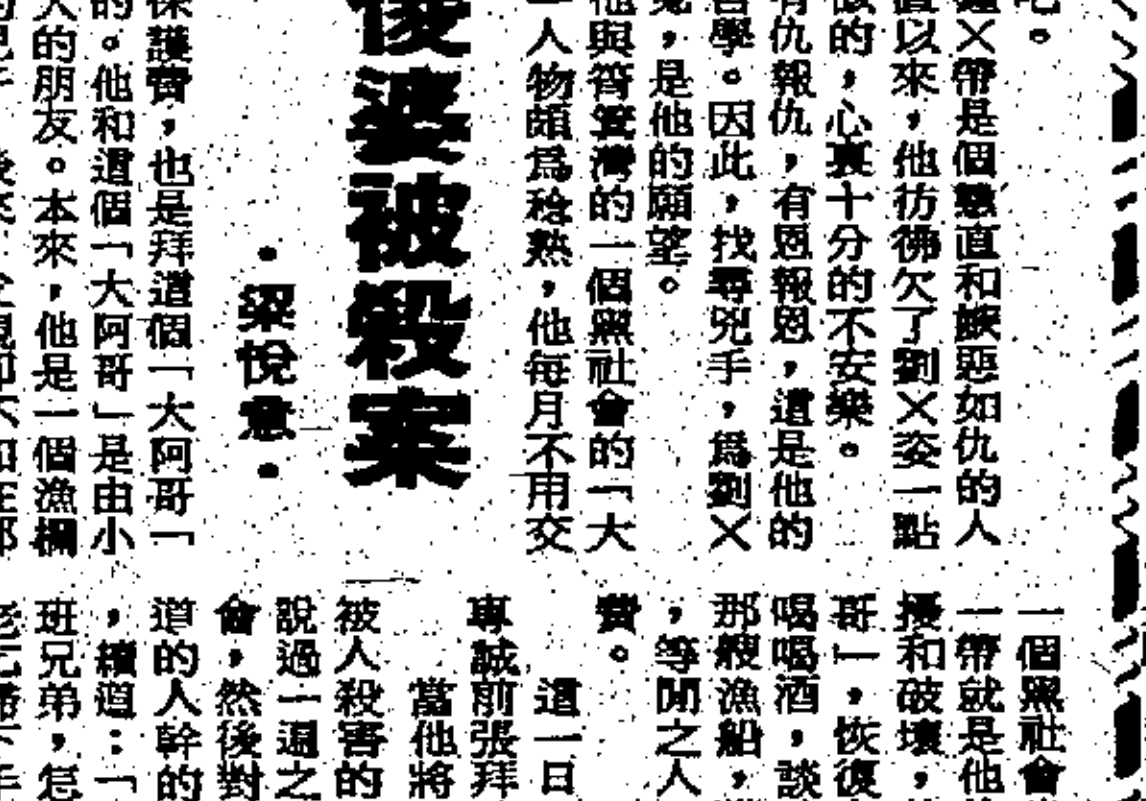 吧。
鍾×帶是個戇直和嫉惡如仇的人
直以來，他彷彿欠了劉×姿一點
似的，心裏十分的不安樂。
有仇報仇，有恩報恩，這是他的
哲學。因此，找尋兇手，爲劉×
冤，是他的願望。
他與筲箕灣的一個黑社會的「大
一人物頗爲稔熟，他每月不用交
後婆被殺案
·梁悅意·
保護費，也是拜這個「大阿哥」
的。他和這個「大阿哥」是由小
大的朋友。本來，他是一個漁欄
一個黑社會
一帶就是他
擾和破壞，
哥」，恢復
喝喝酒，談
那艘漁船，
，等閒之人
費。
這一日
專誠前張拜
當他將
被人殺害的
說過一週之
會，然後對
道的人幹的
，續道：「
班兄弟，怎